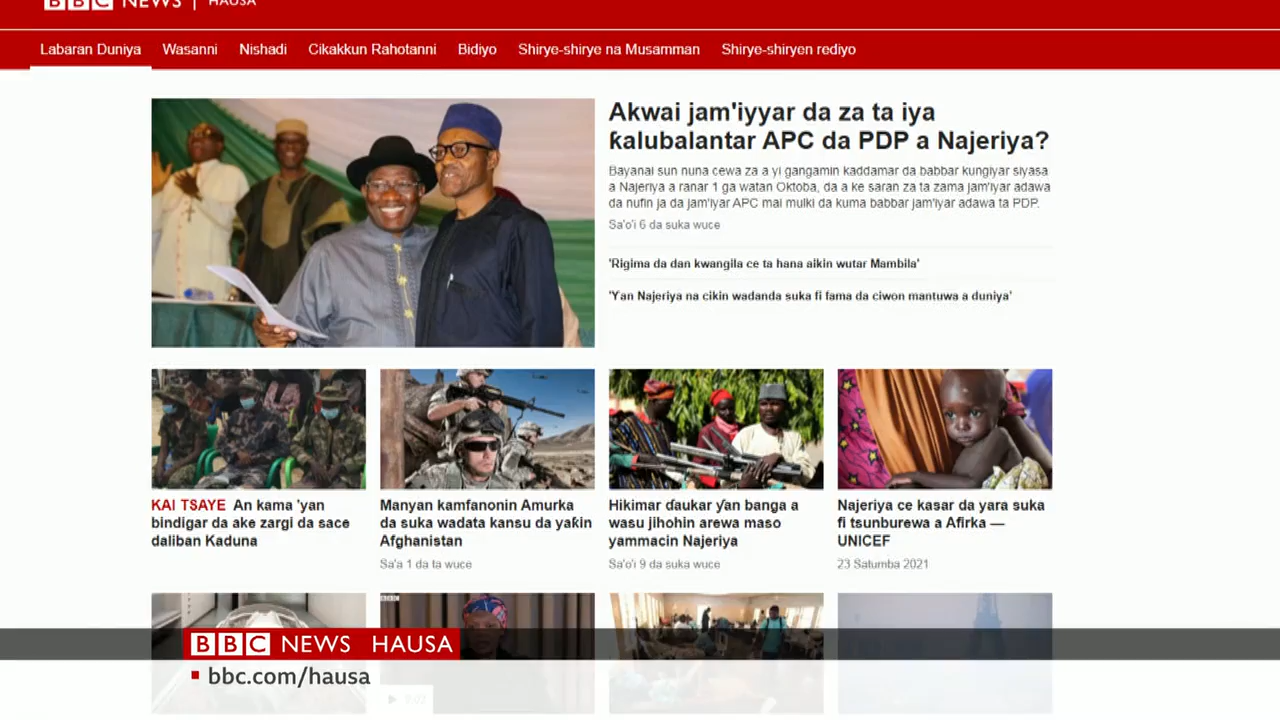 BBC NEWS | HAUSA
Labaran Duniya Wasanni Nishadi Cikakkun Rahotanni Bidiyo Shirye-shirye na Musamman Shirye-shiryen rediyo
Akwai jam'iyyar da za ta iya
ƙalubalantar APC da PDP a Najeriya?
Bayanai sun nuna cewa za a yi gangamin kaddamar da babbar kungiyar siyasa
a Najeriya a ranar 1 ga watan Oktoba, da a ke saran za ta zama jam'iyar adawa
da nufin ja da jam'iyar APC mai mulki da kuma babbar jam'iyar adawa ta PDP.
Sa'o'i 6 da suka wuce
'Rigima da dan kwangila ce ta hana aikin wutar Mambila'
'Yan Najeriya na cikin wadanda suka fi fama da ciwon mantuwa a duniya'
KAI TSAYE An kama 'yan
bindigar da ake zargi da sace
daliban Kaduna
Manyan kamfanonin Amurka
da suka wadata kansu da yaƙin
Afghanistan
Sa'a 1 da ta wuce
Hikimar ɗaukar ƴan banga a
wasu jihohin arewa maso
yammacin Najeriya
Sa'o'i 9 da suka wuce
Najeriya ce kasar da yara suka
fi tsunburewa a Afirka —
UNICEF
23 Satumba 2021
BBC NEWS HAUSA
bbc.com/hausa